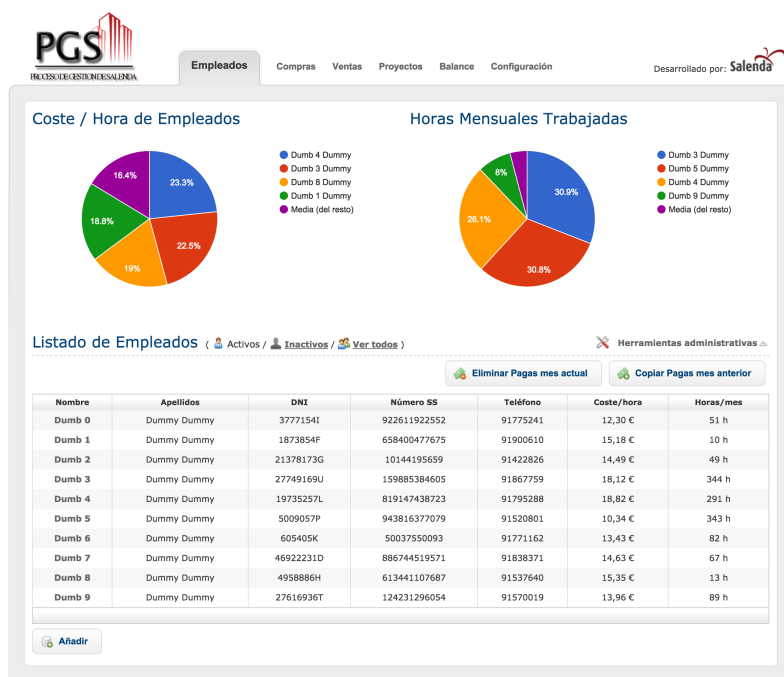 PGS
PROCESO DE GESTION DE SALENDA
Empleados Compras Ventas Proyectos Balance Configuración
Desarrollado por: Salenda
Coste / Hora de Empleados
23.3%
22.5%
19%
18.8%
16.4%
Dumb 4 Dummy
Dumb 3 Dummy
Dumb 8 Dummy
Dumb 1 Dummy
Media (del resto)
Horas Mensuales Trabajadas
30.9%
30.8%
26.1%
8%
Dumb 3 Dummy
Dumb 5 Dummy
Dumb 4 Dummy
Dumb 9 Dummy
Media (del resto)
Listado de Empleados ( Activos / Inactivos / Ver todos )
Herramientas administrativas
Eliminar Pagas mes actual
Copiar Pagas mes anterior
Nombre Apellidos DNI Número SS Teléfono Coste/hora Horas/mes
Dumb 0 Dummy Dummy 3777154I 922611922552 91775241 12,30 € 51 h
Dumb 1 Dummy Dummy 1873854F 658400477675 91900610 15,18 € 10 h
Dumb 2 Dummy Dummy 21378173G 10144195659 91422826 14,49 € 49 h
Dumb 3 Dummy Dummy 27749169U 159885384605 91867759 18,12 € 344 h
Dumb 4 Dummy Dummy 19735257L 819147438723 91795288 18,82 € 291 h
Dumb 5 Dummy Dummy 5009057P 943816377079 91520801 10,34 € 343 h
Dumb 6 Dummy Dummy 605405K 50037550093 91771162 13,43 € 82 h
Dumb 7 Dummy Dummy 46922231D 886744519571 91838371 14,63 € 67 h
Dumb 8 Dummy Dummy 4958886H 613441107687 91537640 15,35 € 13 h
Dumb 9 Dummy Dummy 27616936T 124231296054 91570019 13,96 € 89 h
Añadir